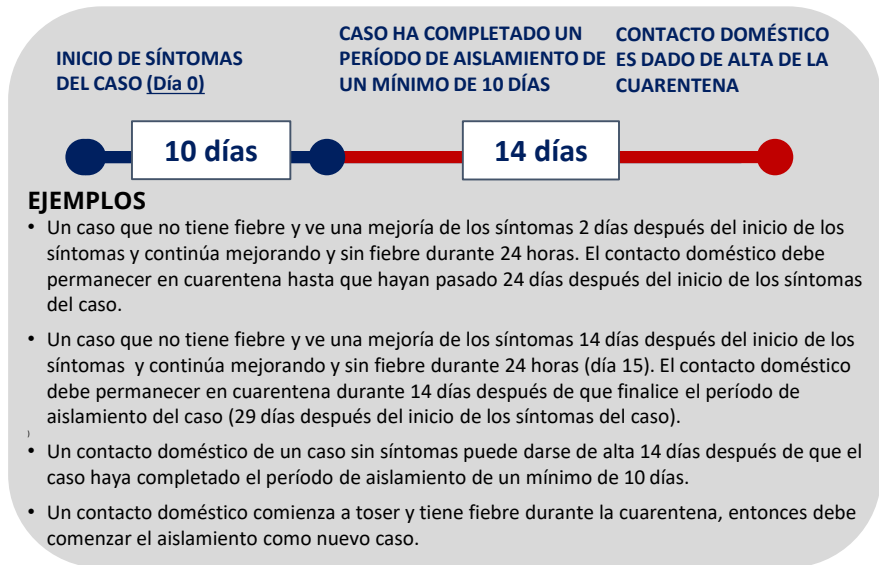 INICIO DE SÍNTOMAS
DEL CASO (Día 0)
CASO HA COMPLETADO UN
PERÍODO DE AISLAMIENTO DE
UN MÍNIMO DE 10 DÍAS
CONTACTO DOMÉSTICO
ES DADO DE ALTA DE LA
CUARENTENA
10 días
14 días
EJEMPLOS
• Un caso que no tiene fiebre y ve una mejoría de los síntomas 2 días después del inicio de los
síntomas y continúa mejorando y sin fiebre durante 24 horas. El contacto doméstico debe
permanecer en cuarentena hasta que hayan pasado 24 días después del inicio de los síntomas
del caso.
• Un caso que no tiene fiebre y ve una mejoría de los síntomas 14 días después del inicio de los
síntomas y continúa mejorando y sin fiebre durante 24 horas (día 15). El contacto doméstico
debe permanecer en cuarentena durante 14 días después de que finalice el período de
aislamiento del caso (29 días después del inicio de los síntomas del caso).
)
• Un contacto doméstico de un caso sin síntomas puede darse de alta 14 días después de que el
caso haya completado el período de aislamiento de un mínimo de 10 días.
• Un contacto doméstico comienza a toser y tiene fiebre durante la cuarentena, entonces debe
comenzar el aislamiento como nuevo caso.